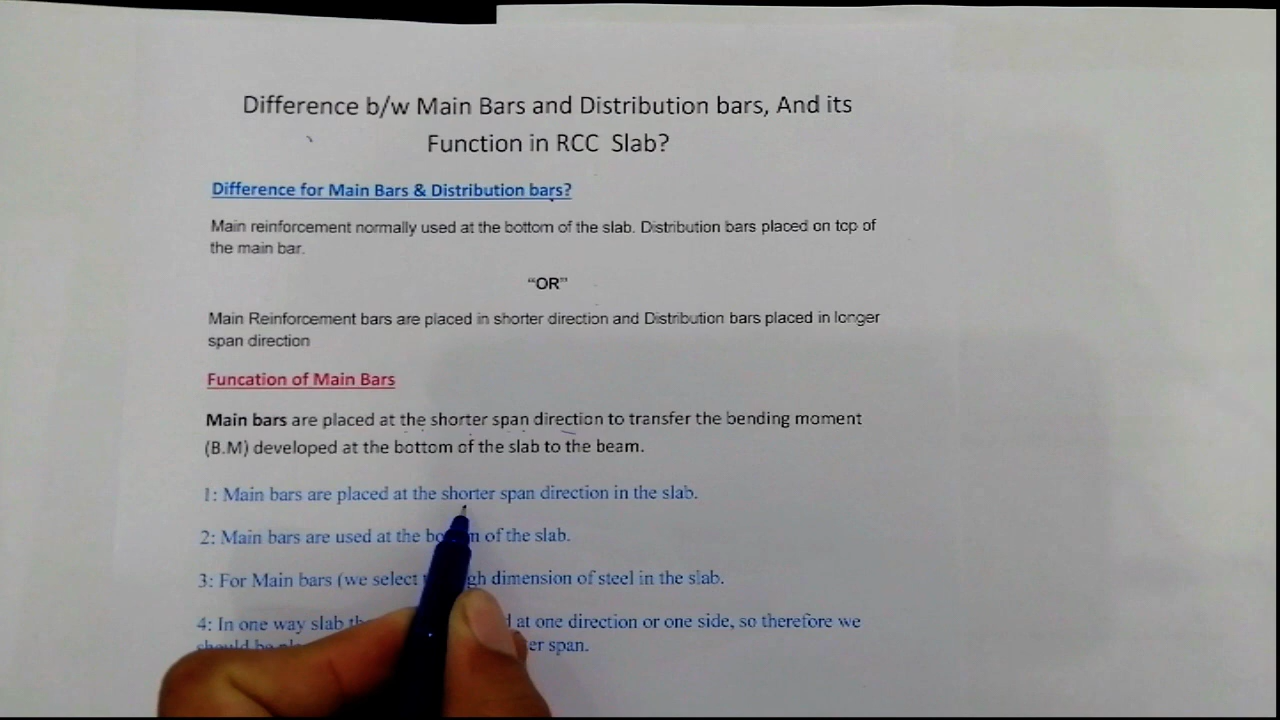 Difference b/w Main Bars and Distribution bars, And its
Function in RCC Slab?
Difference for Main Bars & Distribution bars?
Main reinforcement normally used at the bottom of the slab. Distribution bars placed on top of
the main bar.
“OR”
Main Reinforcement bars are placed in shorter direction and Distribution bars placed in longer
span direction
Funcation of Main Bars
Main bars are placed at the shorter span direction to transfer the bending moment
(B.M) developed at the bottom of the slab to the beam.
1: Main bars are placed at the shorter span direction in the slab.
2: Main bars are used at the bottom of the slab.
3: For Main bars (we select dimension of steel in the slab.
4: In one way slab at one direction or one side, so therefore we
should be span.